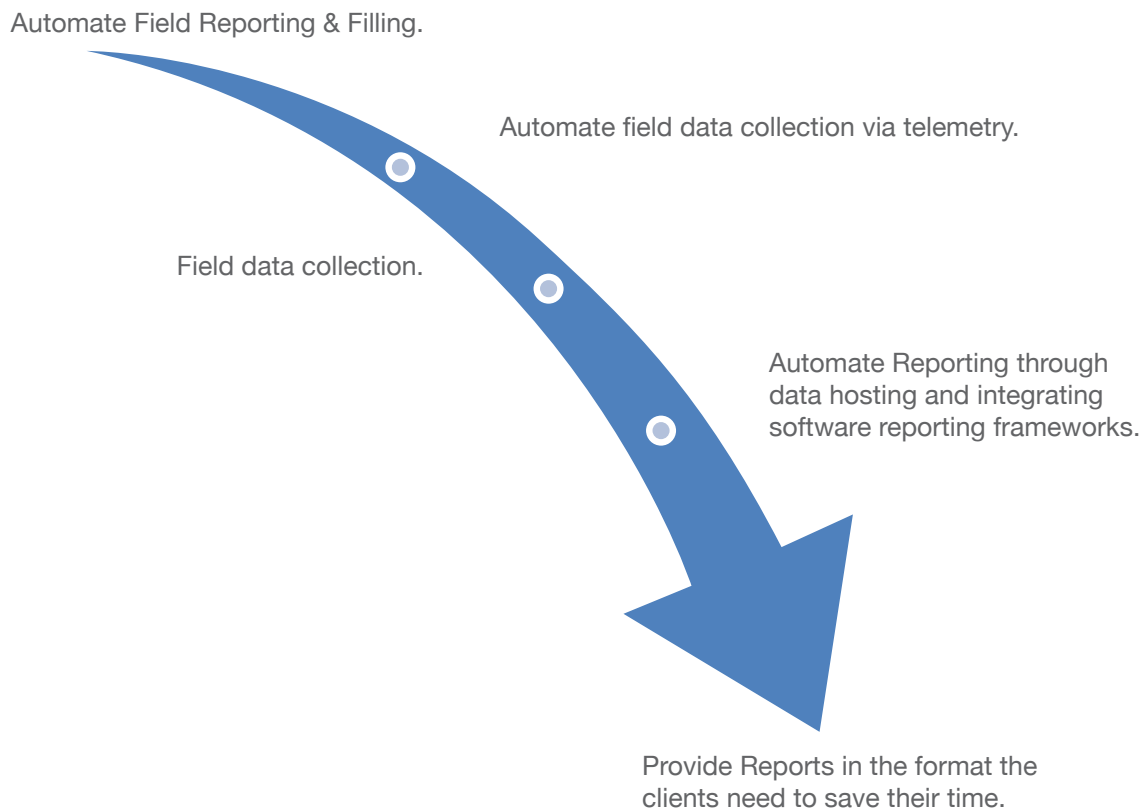 Automate Field Reporting & Filling.
Automate field data collection via telemetry.
Field data collection.
Automate Reporting through
data hosting and integrating
software reporting frameworks.
Provide Reports in the format the
clients need to save their time.